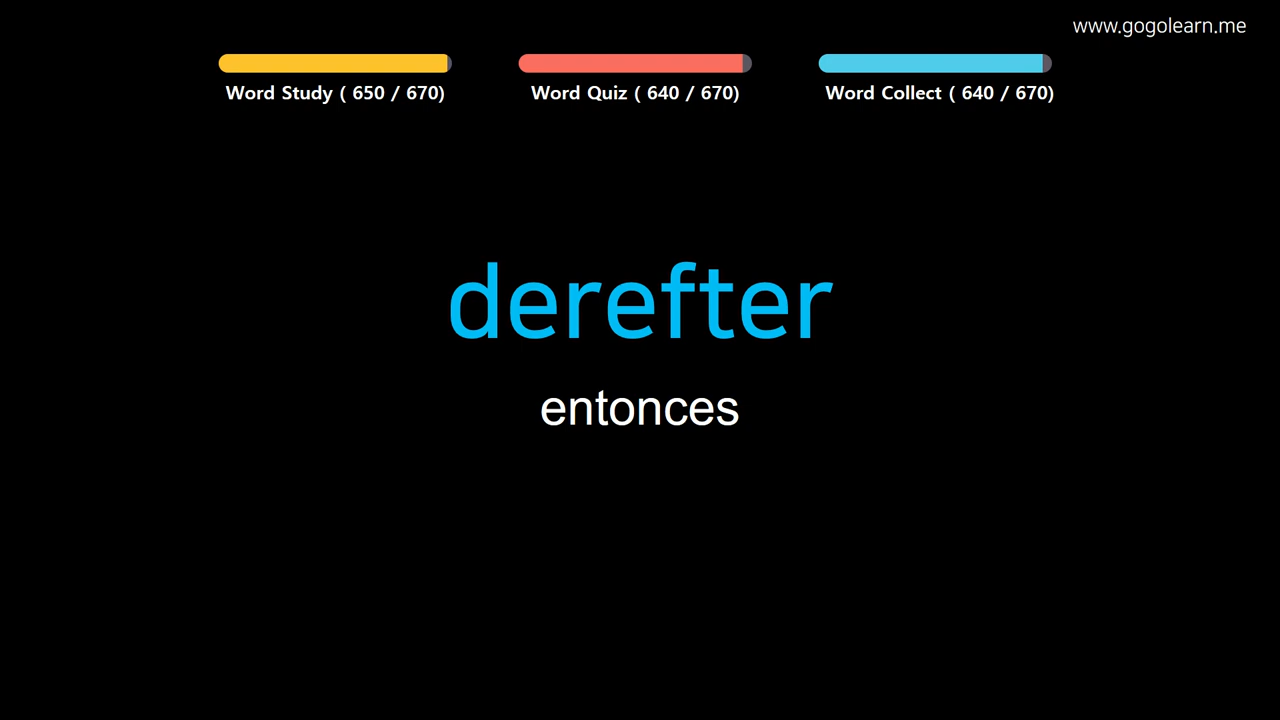 www.gogolearn.me
Word Study ( 650 / 670)
Word Quiz ( 640 / 670)
Word Collect ( 640 / 670)
derefter
entonces